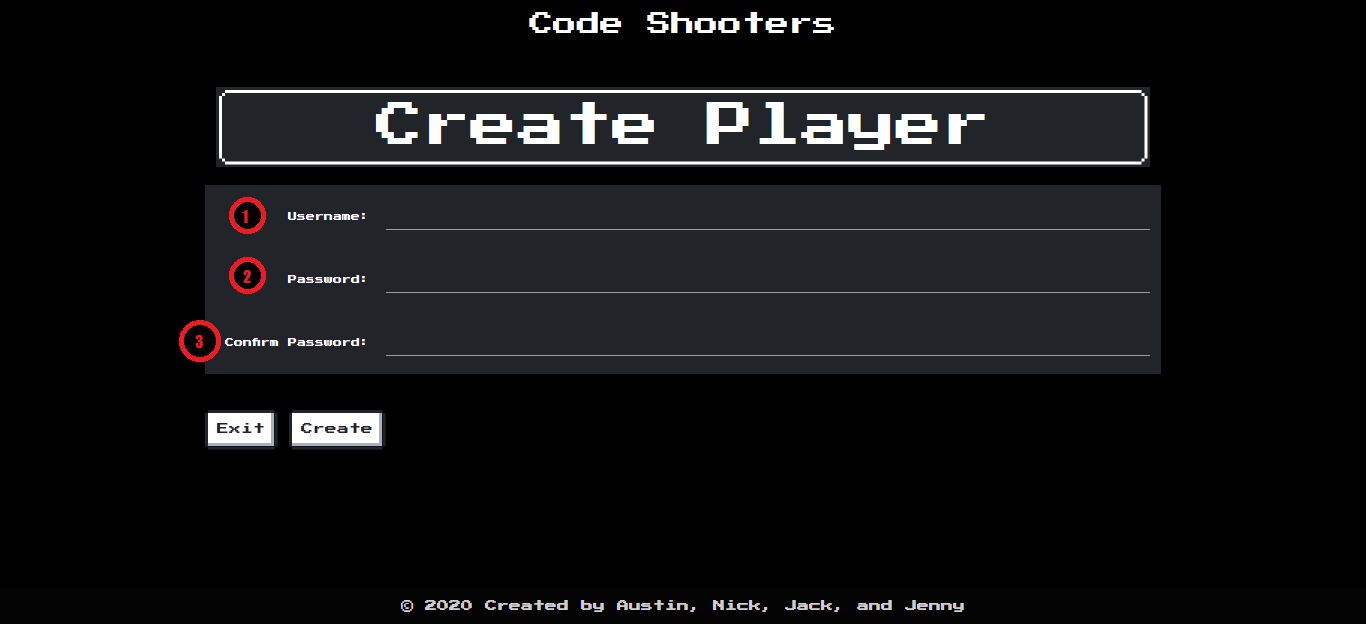 Code Shooters
Create Player
1 Username:
2 Password:
3 Confirm Password:
Exit Create
© 2020 Created by Austin, Nick, Jack, and Jenny